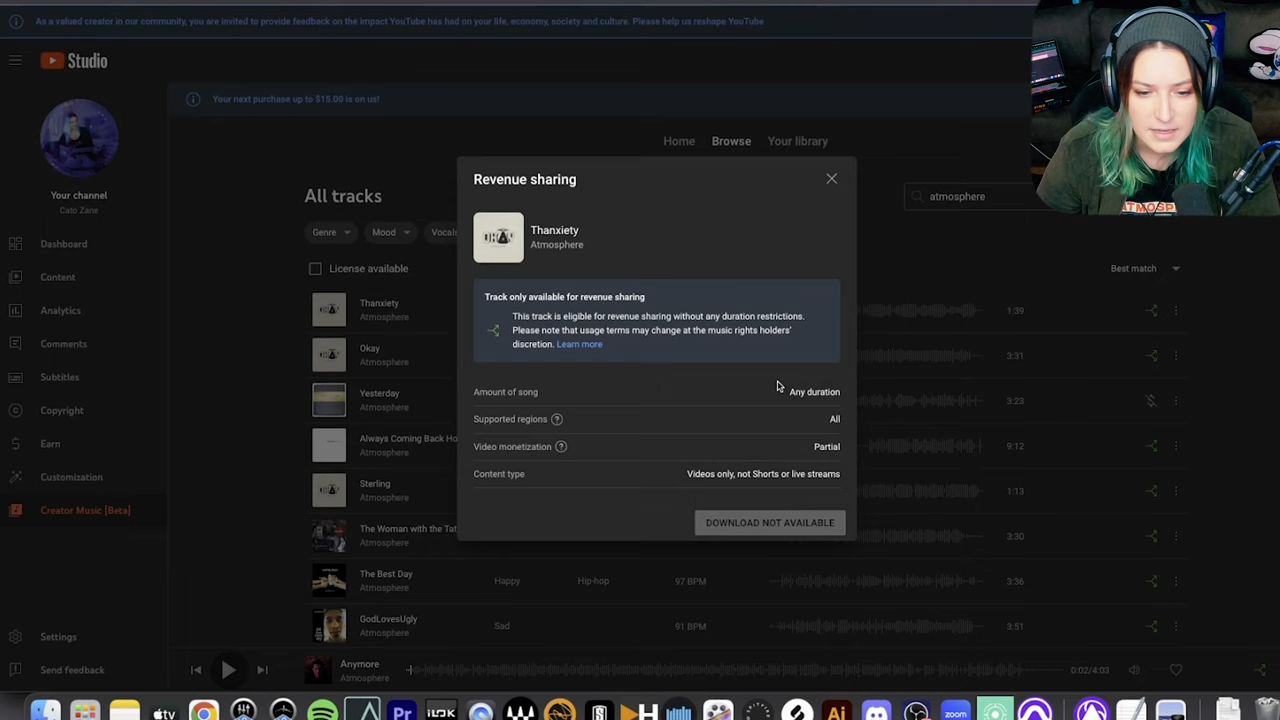 As a valued creator in our community, you are invited to provide feedback on the impact YouTube has had on your life, economy, society and culture. Please help us reshape YouTube
Studio
Your next purchase up to $15.00 is on us!
Home Browse Your library
Your channel
Cato Zane
Dashboard
Content
Analytics
Comments
Subtitles
Copyright
Earn
Customization
Creator Music [Beta]
Settings
Send feedback
All tracks
atmosphere
Genre
Mood
License available
Best match
Revenue sharing
OKAY
Thanxiety
Atmosphere
Track only available for revenue sharing
This track is eligible for revenue sharing without any duration restrictions.
Please note that usage terms may change at the music rights holders'
discretion. Learn more
Amount of song Any duration
Supported regions ? All
Video monetization ? Partial
Content type Videos only, not Shorts or live streams
DOWNLOAD NOT AVAILABLE
Thanxiety
Atmosphere
1:39
Okay
Atmosphere
3:31
Yesterday
Atmosphere
3:23
Always Coming Back Ho
Atmosphere
9:12
Sterling
Atmosphere
1:13
The Woman with the Tat
Atmosphere
3:30
The Best Day
Atmosphere
Happy Hip-hop 97 BPM 3:36
GodLovesUgly
Atmosphere
Sad 91 BPM 3:51
Anymore
Atmosphere
0:02/4:03
tv
Pr
iLOK
H
Ai
zoom